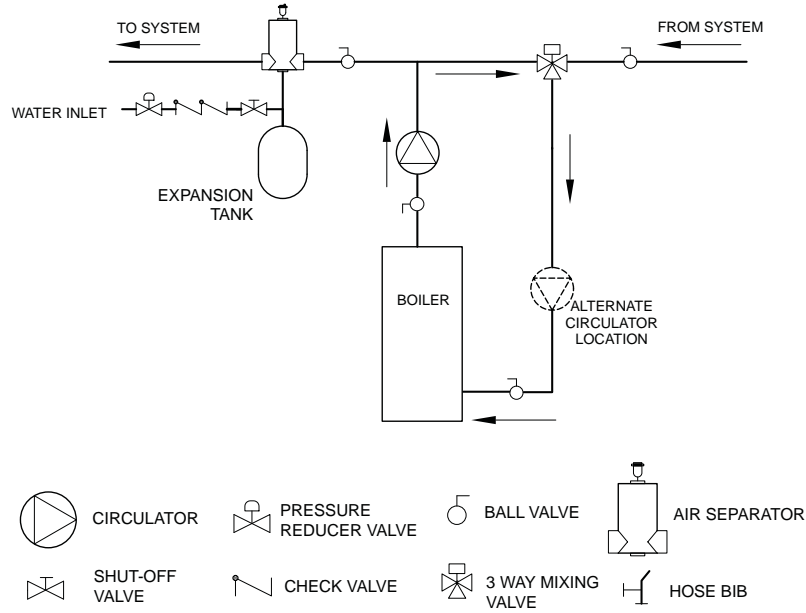 TO SYSTEM
FROM SYSTEM
WATER INLET
EXPANSION
TANK
BOILER
ALTERNATE
CIRCULATOR
LOCATION
CIRCULATOR
PRESSURE
REDUCER VALVE
BALL VALVE
AIR SEPARATOR
SHUT-OFF
VALVE
CHECK VALVE
3 WAY MIXING
VALVE
HOSE BIB